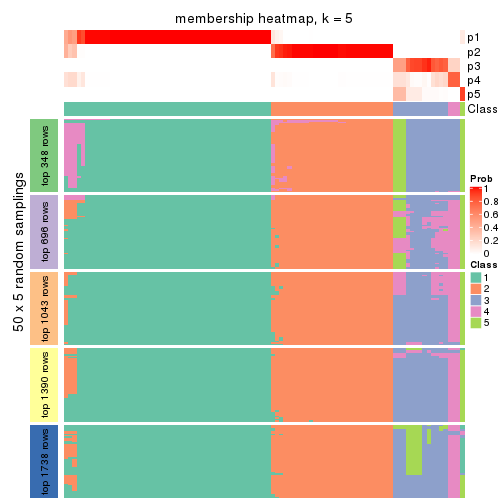 membership heatmap, k = 5
p1
p2
p3
p4
p5
Class
50 x 5 random samplings
top 348 rows
top 696 rows
top 1043 rows
top 1390 rows
top 1738 rows
Prob
1
0.8
0.6
0.4
0.2
0
Class
1
2
3
4
5